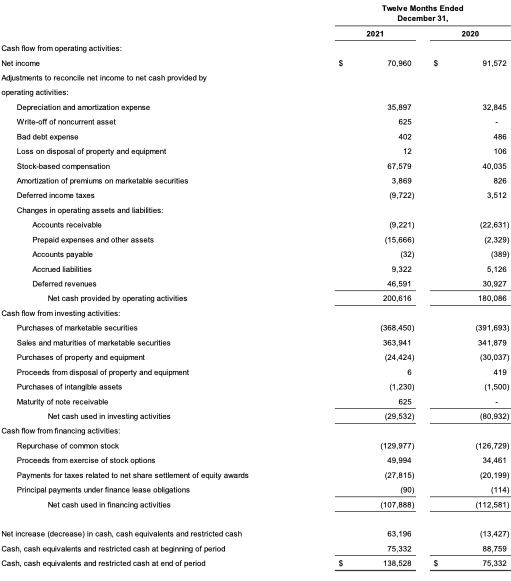 Twelve Months Ended
December 31,
2021 2020
Cash flow from operating activities:
Net income $ 70,960 $ 91,572
Adjustments to reconcile net income to net cash provided by
operating activities:
Depreciation and amortization expense 35,897 32,845
Write-off of noncurrent asset 625 -
Bad debt expense 402 486
Loss on disposal of property and equipment 12 106
Stock-based compensation 67,579 40,035
Amortization of premiums on marketable securities 3,869 826
Deferred income taxes (9,722) 3,512
Changes in operating assets and liabilities:
Accounts receivable (9,221) (22,631)
Prepaid expenses and other assets (15,666) (2,329)
Accounts payable (32) (389)
Accrued liabilities 9,322 5,126
Deferred revenues 46,591 30,927
Net cash provided by operating activities 200,616 180,086
Cash flow from investing activities:
Purchases of marketable securities (368,450) (391,693)
Sales and maturities of marketable securities 363,941 341,879
Purchases of property and equipment (24,424) (30,037)
Proceeds from disposal of property and equipment 6 419
Purchases of intangible assets (1,230) (1,500)
Maturity of note receivable 625 -
Net cash used in investing activities (29,532) (80,932)
Cash flow from financing activities:
Repurchase of common stock (129,977) (126,729)
Proceeds from exercise of stock options 49,994 34,461
Payments for taxes related to net share settlement of equity awards (27,815) (20,199)
Principal payments under finance lease obligations (90) (114)
Net cash used in financing activities (107,888) (112,581)
Net increase (decrease) in cash, cash equivalents and restricted cash 63,196 (13,427)
Cash, cash equivalents and restricted cash at beginning of period 75,332 88,759
Cash, cash equivalents and restricted cash at end of period $ 138,528 $ 75,332